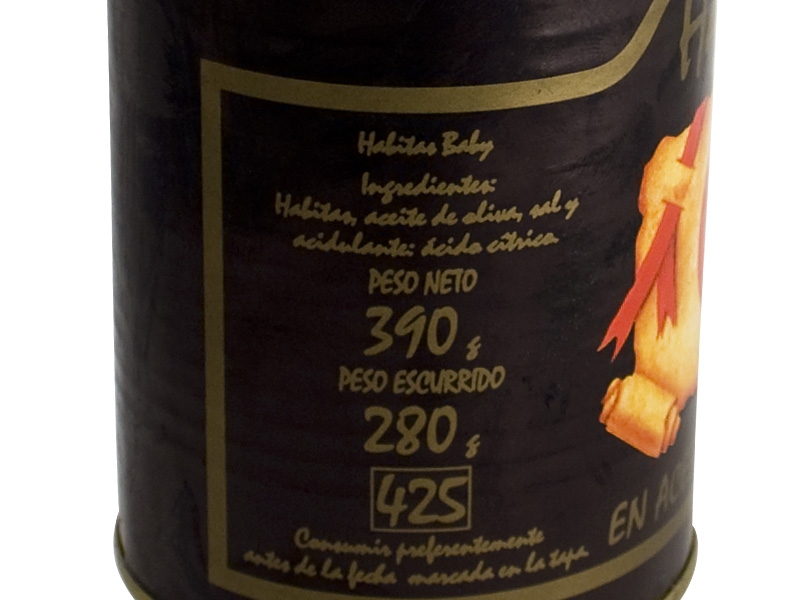 Habitas Baby
Ingredientes:
Habitas, aceite de oliva, sal y
acidulante: ácido cítrico.
PESO NETO
390 g
PESO ESCURRIDO
280 g
425
Consumir preferentemente
antes de la fecha marcada en la tapa.
EN